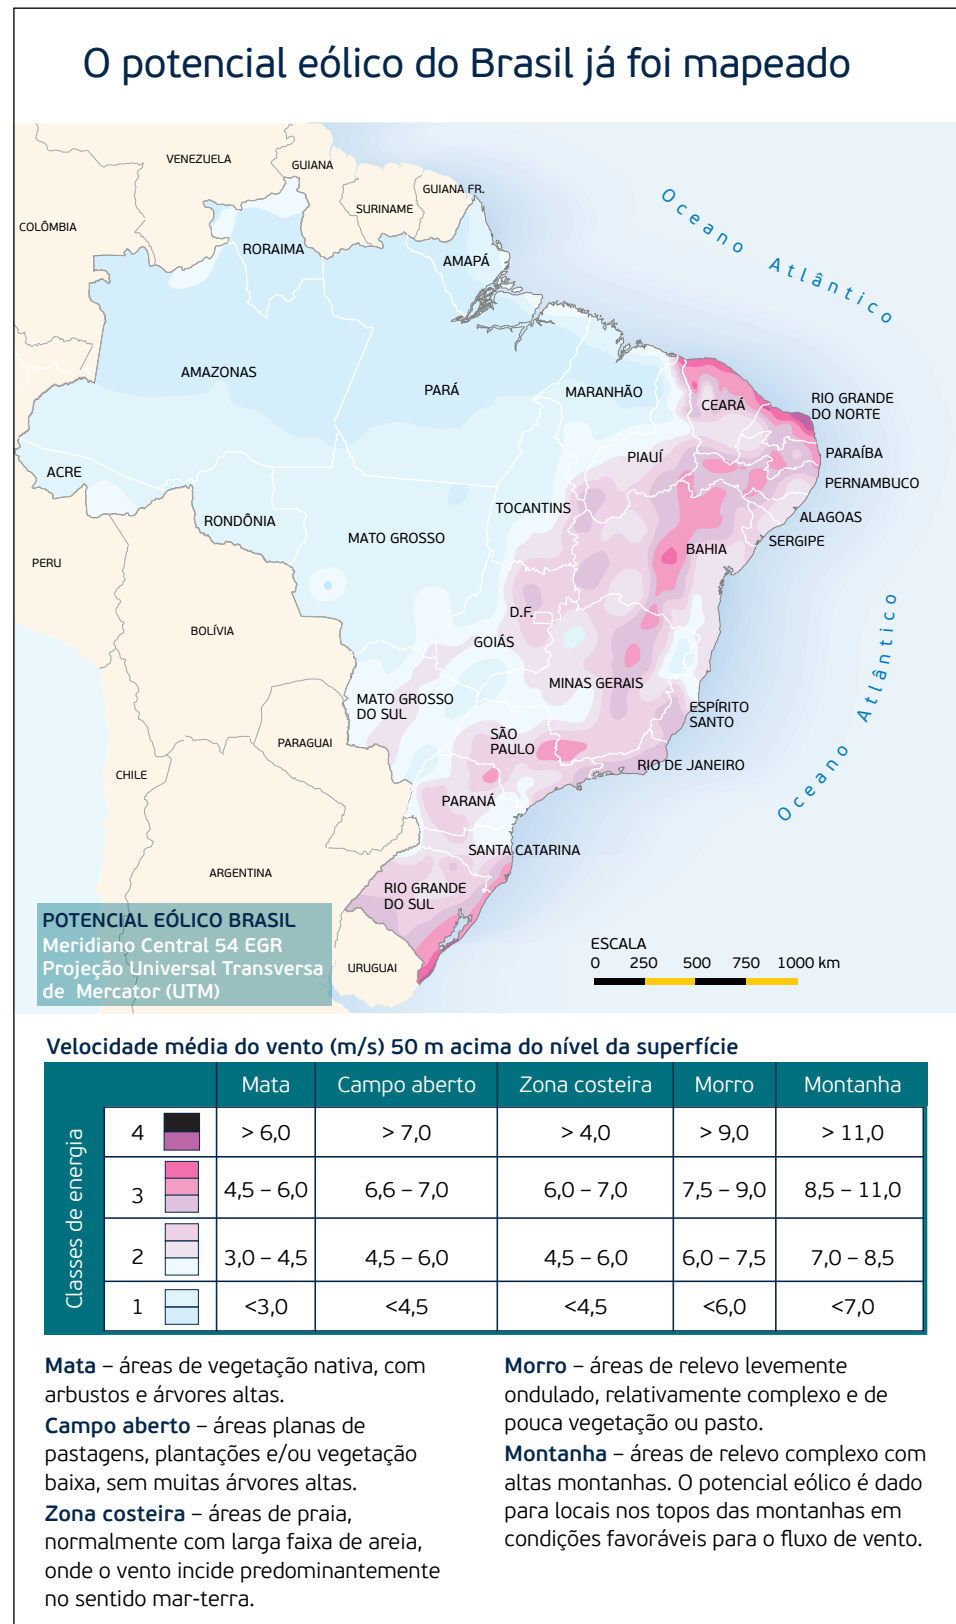 O potencial eólico do Brasil já foi mapeado
VENEZUELA
GUIANA
GUIANA FR.
SURINAME
COLÔMBIA
RORAIMA
AMAPÁ
Oceano Atlântico
AMAZONAS
PARÁ
MARANHÃO
CEARÁ
RIO GRANDE
DO NORTE
PIAUÍ
PARAÍBA
ACRE
PERNAMBUCO
TOCANTINS
RONDÔNIA
ALAGOAS
MATO GROSSO
SERGIPE
BAHIA
PERU
D.F.
BOLÍVIA
GOIÁS
Oceano Atlântico
MINAS GERAIS
MATO GROSSO
DO SUL
ESPÍRITO
SANTO
SÃO
PAULO
PARAGUAI
RIO DE JANEIRO
CHILE
PARANÁ
SANTA CATARINA
ARGENTINA
RIO GRANDE
DO SUL
POTENCIAL EÓLICO BRASIL
Meridiano Central 54 EGR
Projeção Universal Transversa
de Mercator (UTM)
URUGUAI
ESCALA
0 250 500 750 1000 km
Velocidade média do vento (m/s) 50 m acima do nível da superfície
Classes de energia
Mata Campo aberto Zona costeira Morro Montanha
4 > 6,0 > 7,0 > 4,0 > 9,0 > 11,0
3 4,5 – 6,0 6,6 – 7,0 6,0 – 7,0 7,5 – 9,0 8,5 – 11,0
2 3,0 – 4,5 4,5 – 6,0 4,5 – 6,0 6,0 – 7,5 7,0 – 8,5
1 <3,0 <4,5 <4,5 <6,0 <7,0
Mata – áreas de vegetação nativa, com
arbustos e árvores altas.
Campo aberto – áreas planas de
pastagens, plantações e/ou vegetação
baixa, sem muitas árvores altas.
Zona costeira – áreas de praia,
normalmente com larga faixa de areia,
onde o vento incide predominantemente
no sentido mar-terra.
Morro – áreas de relevo levemente
ondulado, relativamente complexo e de
pouca vegetação ou pasto.
Montanha – áreas de relevo complexo com
altas montanhas. O potencial eólico é dado
para locais nos topos das montanhas em
condições favoráveis para o fluxo de vento.